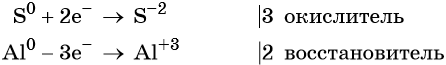 S⁰ + 2e⁻ → S⁻² |3 окислитель
Al⁰ – 3e⁻ → Al⁺³ |2 восстановитель